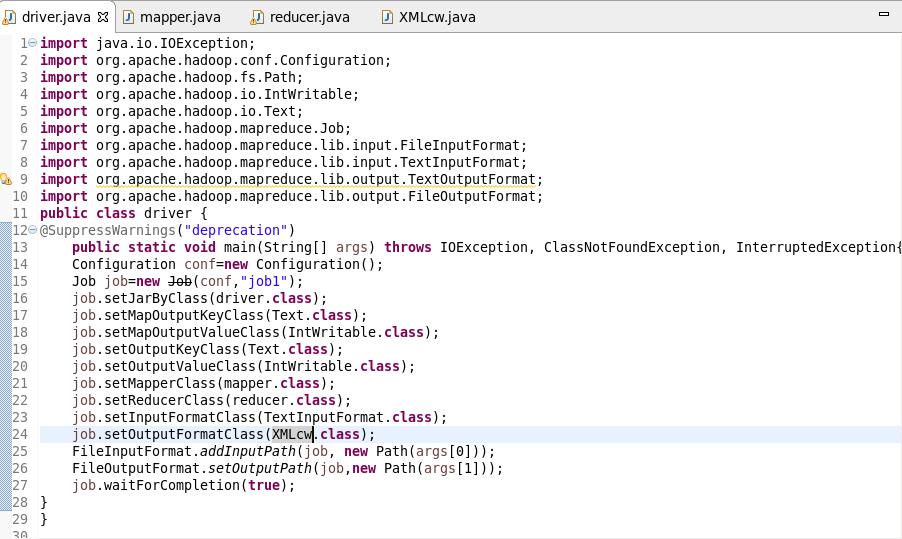 driver.java mapper.java reducer.java XMLcw.java
1 import java.io.IOException;
2 import org.apache.hadoop.conf.Configuration;
3 import org.apache.hadoop.fs.Path;
4 import org.apache.hadoop.io.IntWritable;
5 import org.apache.hadoop.io.Text;
6 import org.apache.hadoop.mapreduce.Job;
7 import org.apache.hadoop.mapreduce.lib.input.FileInputFormat;
8 import org.apache.hadoop.mapreduce.lib.input.TextInputFormat;
9 import org.apache.hadoop.mapreduce.lib.output.TextOutputFormat;
10 import org.apache.hadoop.mapreduce.lib.output.FileOutputFormat;
11 public class driver {
12 @SuppressWarnings("deprecation")
13     public static void main(String[] args) throws IOException, ClassNotFoundException, InterruptedException{
14     Configuration conf=new Configuration();
15     Job job=new Job(conf,"job1");
16     job.setJarByClass(driver.class);
17     job.setMapOutputKeyClass(Text.class);
18     job.setMapOutputValueClass(IntWritable.class);
19     job.setOutputKeyClass(Text.class);
20     job.setOutputValueClass(IntWritable.class);
21     job.setMapperClass(mapper.class);
22     job.setReducerClass(reducer.class);
23     job.setInputFormatClass(TextInputFormat.class);
24     job.setOutputFormatClass(XMLcw.class);
25     FileInputFormat.addInputPath(job, new Path(args[0]));
26     FileOutputFormat.setOutputPath(job,new Path(args[1]));
27     job.waitForCompletion(true);
28 }
29 }
30